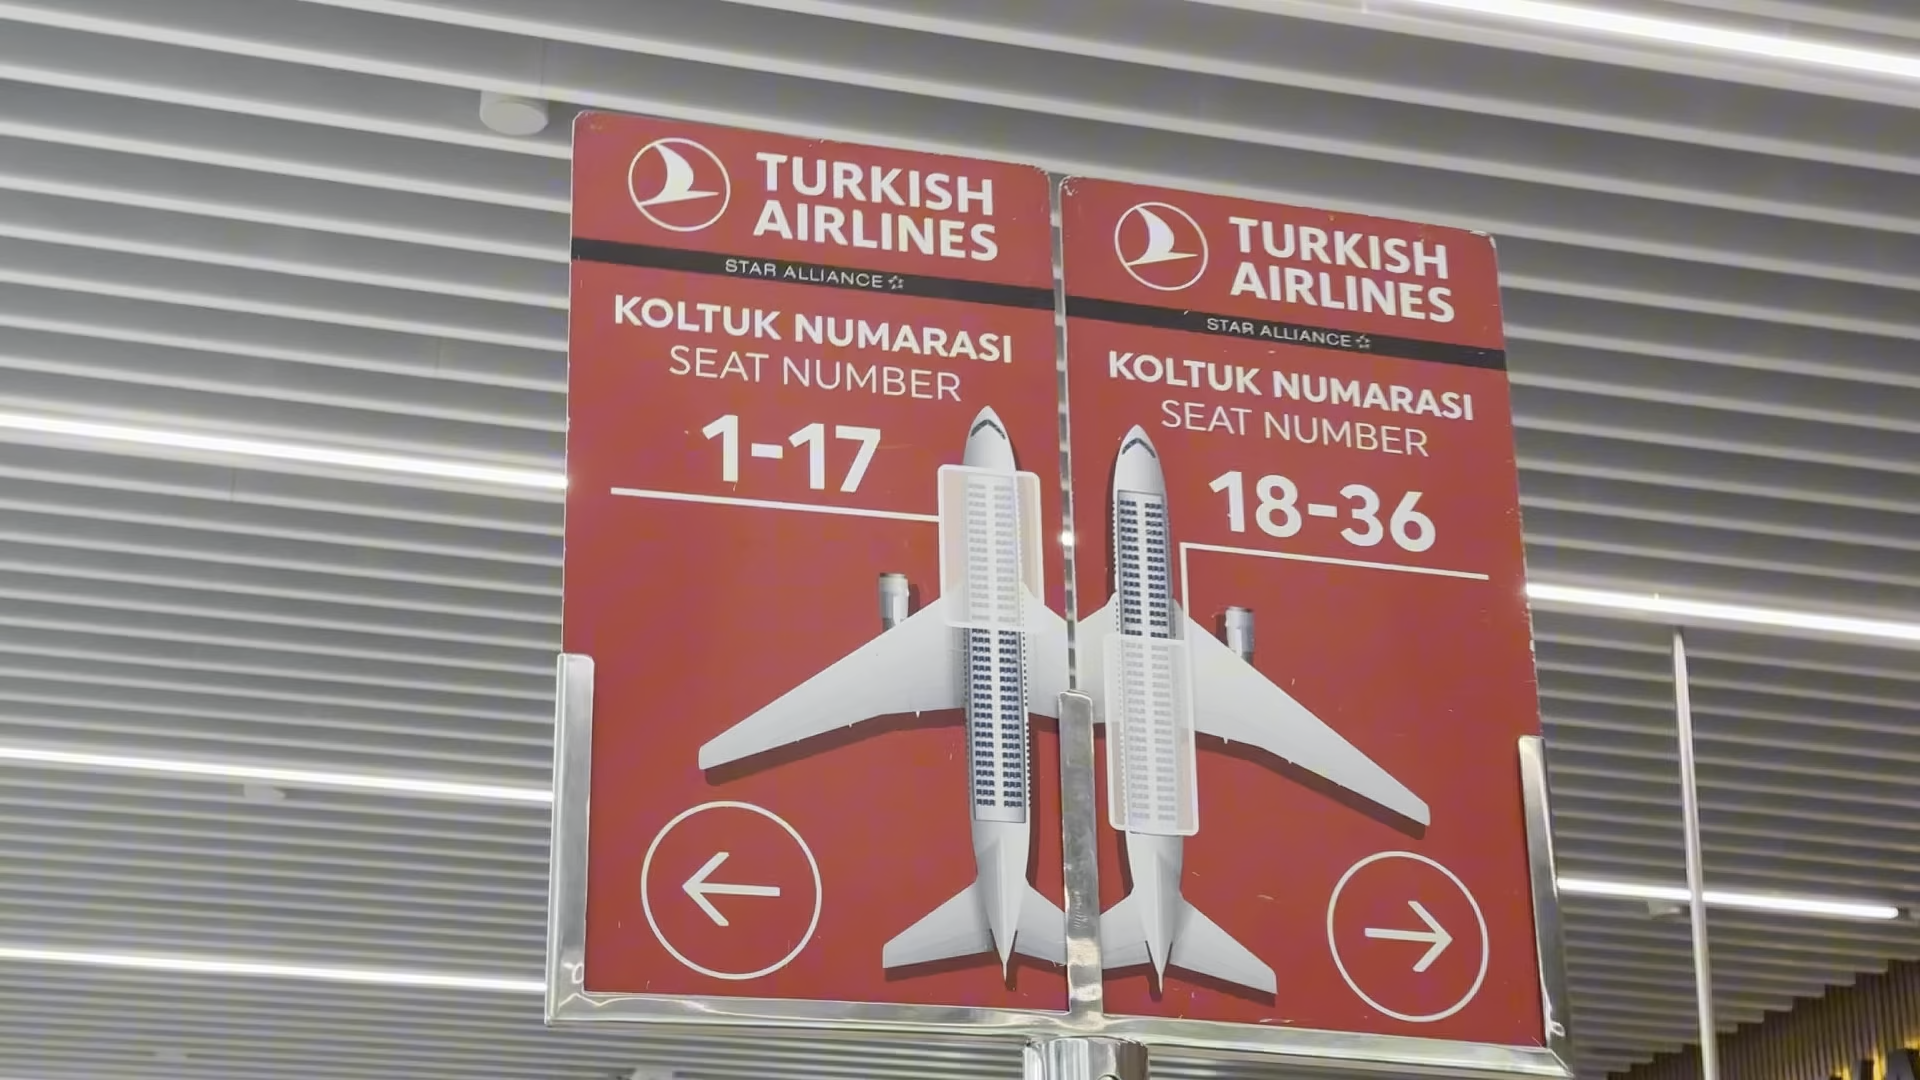 TURKISH
AIRLINES
STAR ALLIANCE
KOLTUK NUMARASI
SEAT NUMBER
1-17
TURKISH
AIRLINES
STAR ALLIANCE
KOLTUK NUMARASI
SEAT NUMBER
18-36